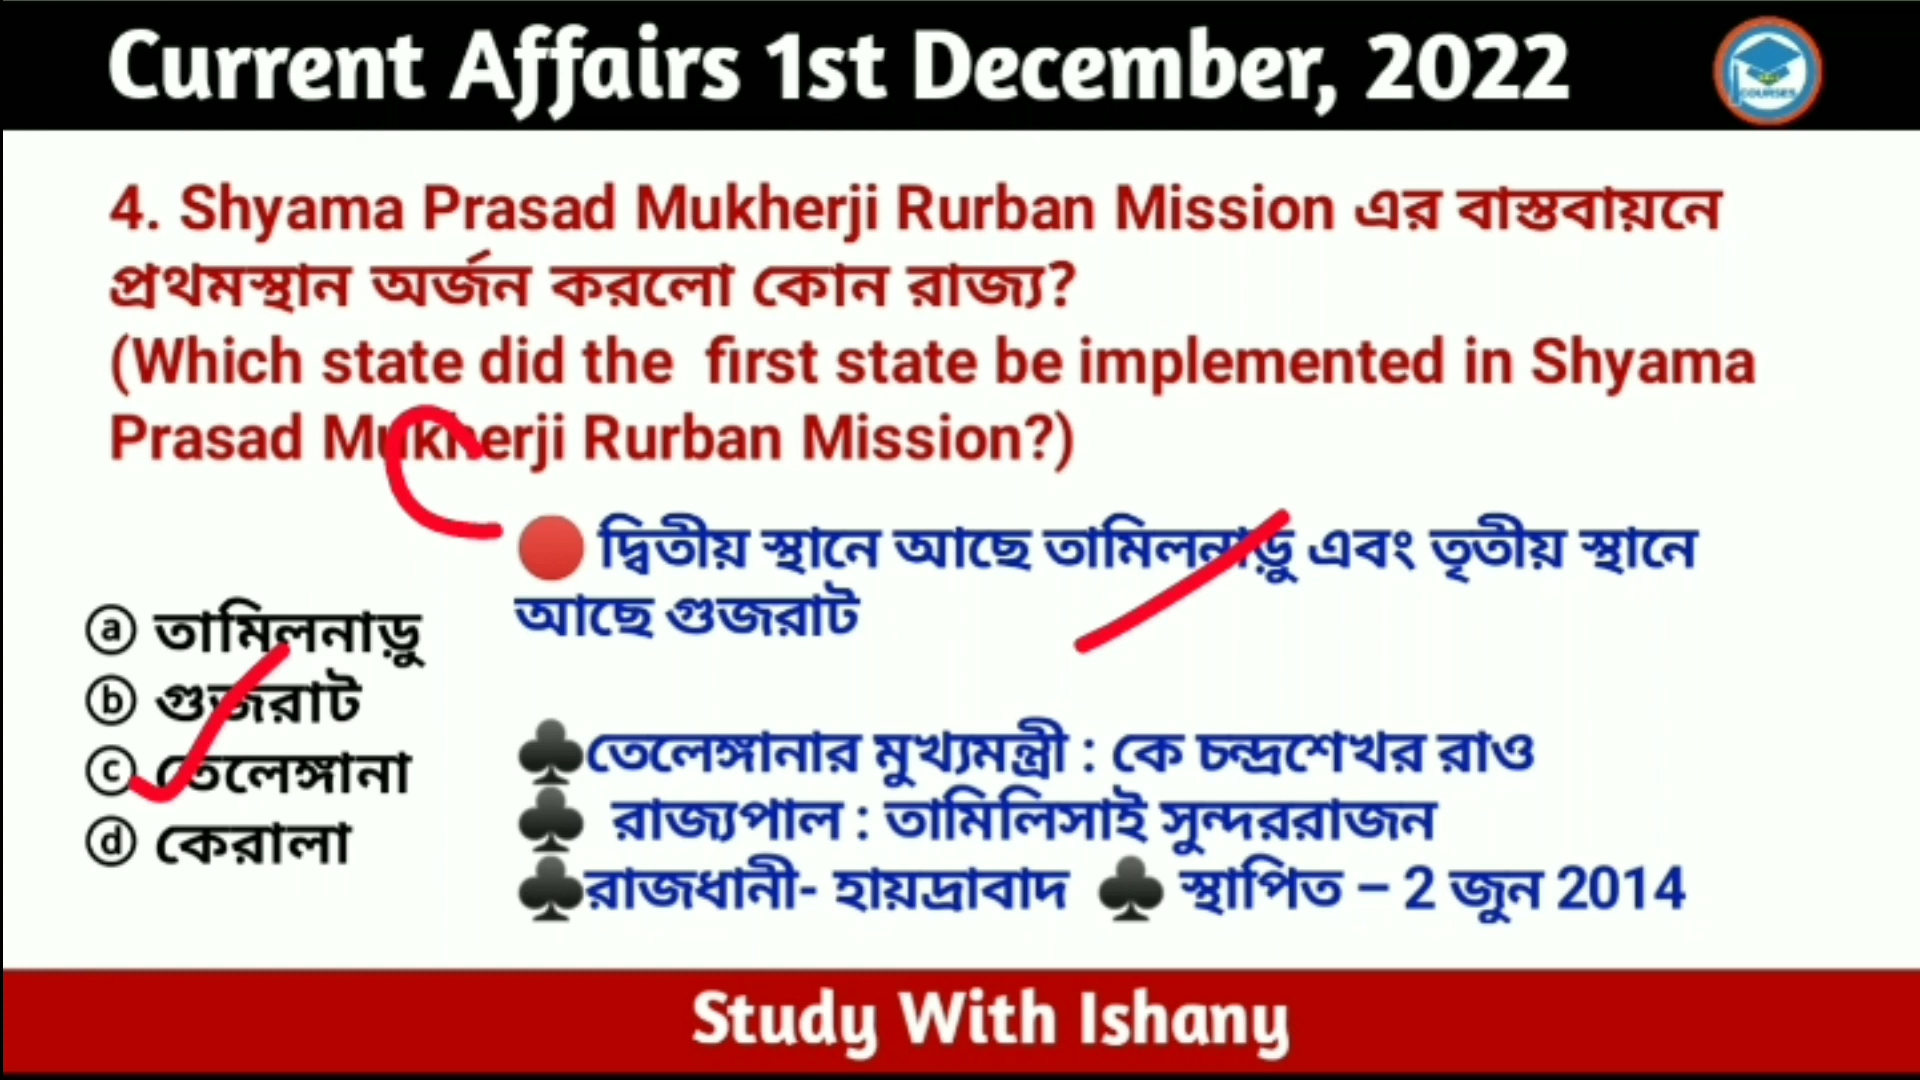 Current Affairs 1st December, 2022
COURSES
4. Shyama Prasad Mukherji Rurban Mission এর বাস্তবায়নে
প্রথমস্থান অর্জন করলো কোন রাজ্য?
(Which state did the first state be implemented in Shyama
Prasad Mukherji Rurban Mission?)
দ্বিতীয় স্থানে আছে তামিলনাড়ু এবং তৃতীয় স্থানে
আছে গুজরাট
ⓐ তামিলনাড়ু
ⓑ গুজরাট
ⓒ তেলেঙ্গানা
ⓓ কেরালা
♣তেলেঙ্গানার মুখ্যমন্ত্রী : কে চন্দ্রশেখর রাও
♣ রাজ্যপাল : তামিলিসাই সুন্দররাজন
♣রাজধানী- হায়দ্রাবাদ ♣ স্থাপিত – 2 জুন 2014
Study With Ishany